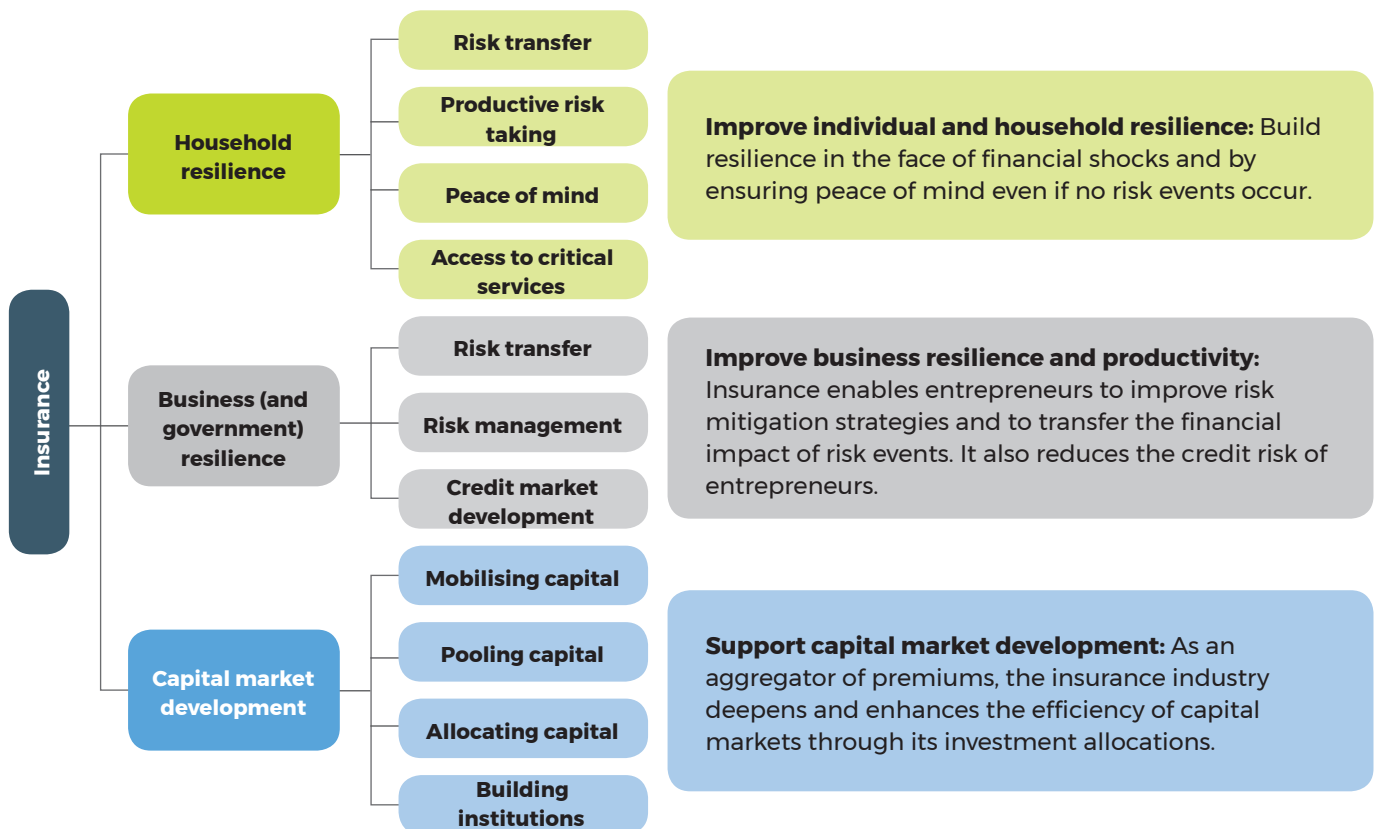 Insurance
Household
resilience
Risk transfer
Productive risk
taking
Peace of mind
Access to critical
services
Improve individual and household resilience: Build
resilience in the face of financial shocks and by
ensuring peace of mind even if no risk events occur.
Business (and
government)
resilience
Risk transfer
Risk management
Credit market
development
Improve business resilience and productivity:
Insurance enables entrepreneurs to improve risk
mitigation strategies and to transfer the financial
impact of risk events. It also reduces the credit risk of
entrepreneurs.
Capital market
development
Mobilising capital
Pooling capital
Allocating capital
Building
institutions
Support capital market development: As an
aggregator of premiums, the insurance industry
deepens and enhances the efficiency of capital
markets through its investment allocations.